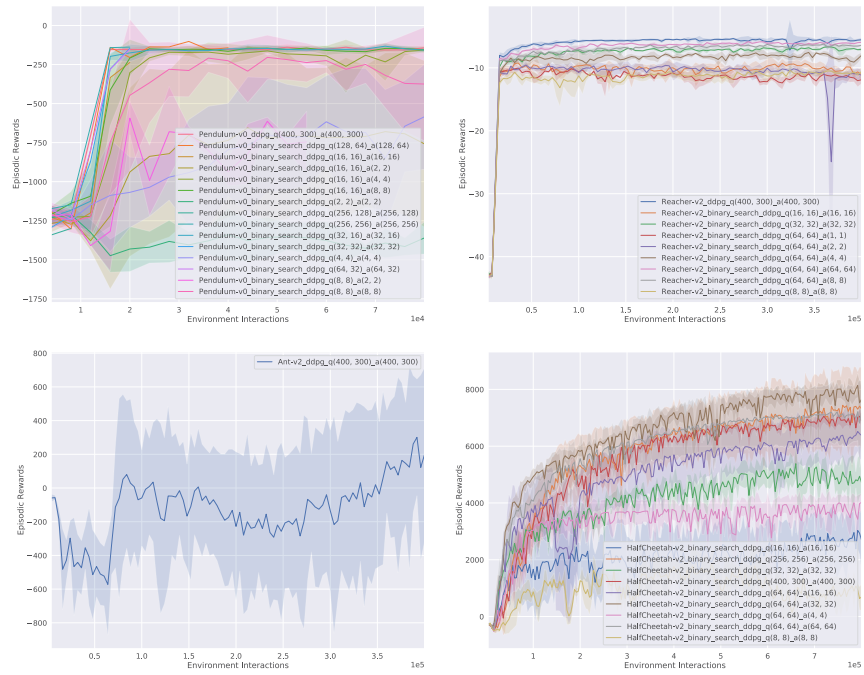 0
−250
−500
−750
−1000
−1250
−1500
−1750
Episodic Rewards
Pendulum-v0_ddpg_q(400, 300)_a(400, 300)
Pendulum-v0_binary_search_ddpg_q(128, 64)_a(128, 64)
Pendulum-v0_binary_search_ddpg_q(16, 16)_a(16, 16)
Pendulum-v0_binary_search_ddpg_q(16, 16)_a(2, 2)
Pendulum-v0_binary_search_ddpg_q(16, 16)_a(4, 4)
Pendulum-v0_binary_search_ddpg_q(16, 16)_a(8, 8)
Pendulum-v0_binary_search_ddpg_q(2, 2)_a(2, 2)
Pendulum-v0_binary_search_ddpg_q(256, 128)_a(256, 128)
Pendulum-v0_binary_search_ddpg_q(256, 256)_a(256, 256)
Pendulum-v0_binary_search_ddpg_q(32, 16)_a(32, 16)
Pendulum-v0_binary_search_ddpg_q(32, 32)_a(32, 32)
Pendulum-v0_binary_search_ddpg_q(4, 4)_a(4, 4)
Pendulum-v0_binary_search_ddpg_q(64, 32)_a(64, 32)
Pendulum-v0_binary_search_ddpg_q(8, 8)_a(2, 2)
Pendulum-v0_binary_search_ddpg_q(8, 8)_a(8, 8)
1 2 3 4 5 6 7
1e4
Environment Interactions
−10
−20
−30
−40
Episodic Rewards
Reacher-v2_ddpg_q(400, 300)_a(400, 300)
Reacher-v2_binary_search_ddpg_q(16, 16)_a(16, 16)
Reacher-v2_binary_search_ddpg_q(32, 32)_a(32, 32)
Reacher-v2_binary_search_ddpg_q(64, 64)_a(1, 1)
Reacher-v2_binary_search_ddpg_q(64, 64)_a(2, 2)
Reacher-v2_binary_search_ddpg_q(64, 64)_a(4, 4)
Reacher-v2_binary_search_ddpg_q(64, 64)_a(64, 64)
Reacher-v2_binary_search_ddpg_q(64, 64)_a(8, 8)
Reacher-v2_binary_search_ddpg_q(8, 8)_a(8, 8)
0.5 1.0 1.5 2.0 2.5 3.0 3.5
1e5
Environment Interactions
800
600
400
200
0
−200
−400
−600
−800
Episodic Rewards
Ant-v2_ddpg_q(400, 300)_a(400, 300)
0.5 1.0 1.5 2.0 2.5 3.0 3.5
1e5
Environment Interactions
8000
6000
4000
2000
0
Episodic Rewards
HalfCheetah-v2_binary_search_ddpg_q(16, 16)_a(16, 16)
HalfCheetah-v2_binary_search_ddpg_q(256, 256)_a(256, 256)
HalfCheetah-v2_binary_search_ddpg_q(32, 32)_a(32, 32)
HalfCheetah-v2_binary_search_ddpg_q(400, 300)_a(400, 300)
HalfCheetah-v2_binary_search_ddpg_q(64, 64)_a(16, 16)
HalfCheetah-v2_binary_search_ddpg_q(64, 64)_a(32, 32)
HalfCheetah-v2_binary_search_ddpg_q(64, 64)_a(4, 4)
HalfCheetah-v2_binary_search_ddpg_q(64, 64)_a(64, 64)
HalfCheetah-v2_binary_search_ddpg_q(8, 8)_a(8, 8)
1 2 3 4 5 6 7
1e5
Environment Interactions